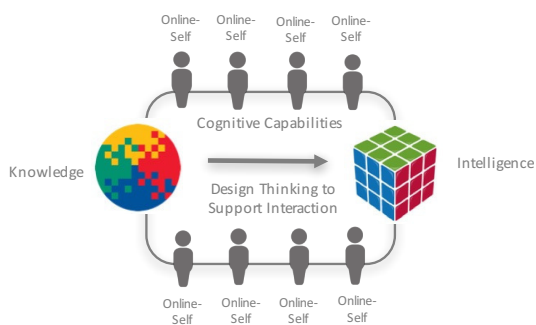 Online-
Self
Online-
Self
Online-
Self
Online-
Self
Cognitive Capabilities
Knowledge
Intelligence
Design Thinking to
Support Interaction
Online-
Self
Online-
Self
Online-
Self
Online-
Self